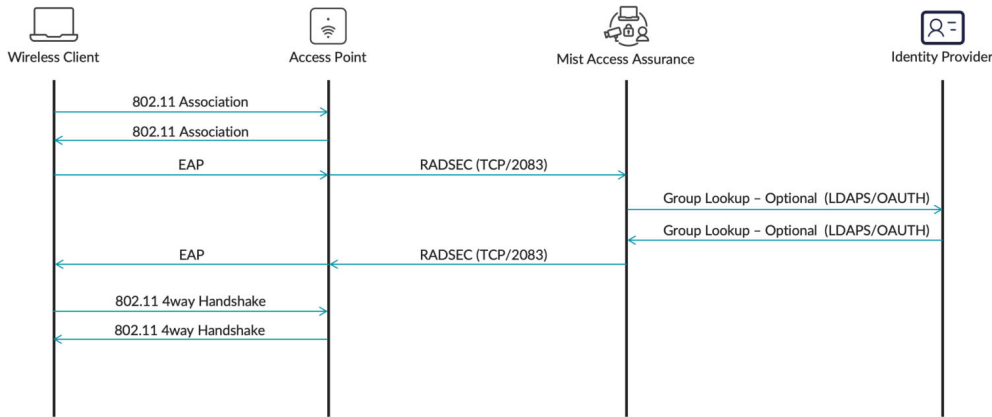 Wireless Client
Access Point
Mist Access Assurance
Identity Provider
802.11 Association
802.11 Association
EAP
RADSEC (TCP/2083)
Group Lookup – Optional (LDAPS/OAUTH)
Group Lookup – Optional (LDAPS/OAUTH)
EAP
RADSEC (TCP/2083)
802.11 4way Handshake
802.11 4way Handshake